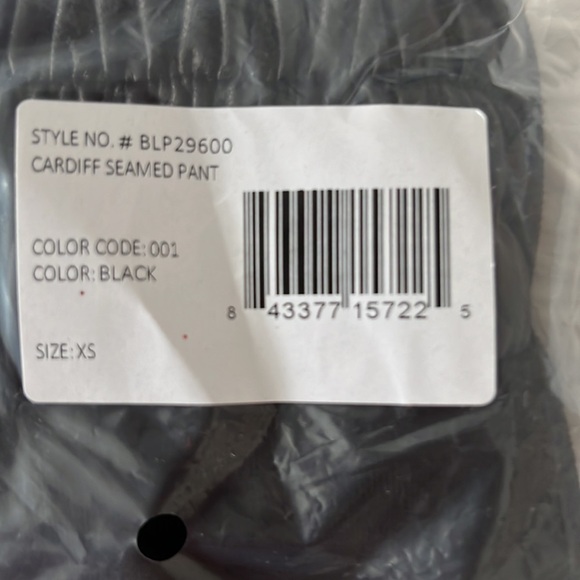 STYLE NO. # BLP29600
CARDIFF SEAMED PANT
COLOR CODE: 001
COLOR: BLACK
8 43377 15722 5
SIZE: XS